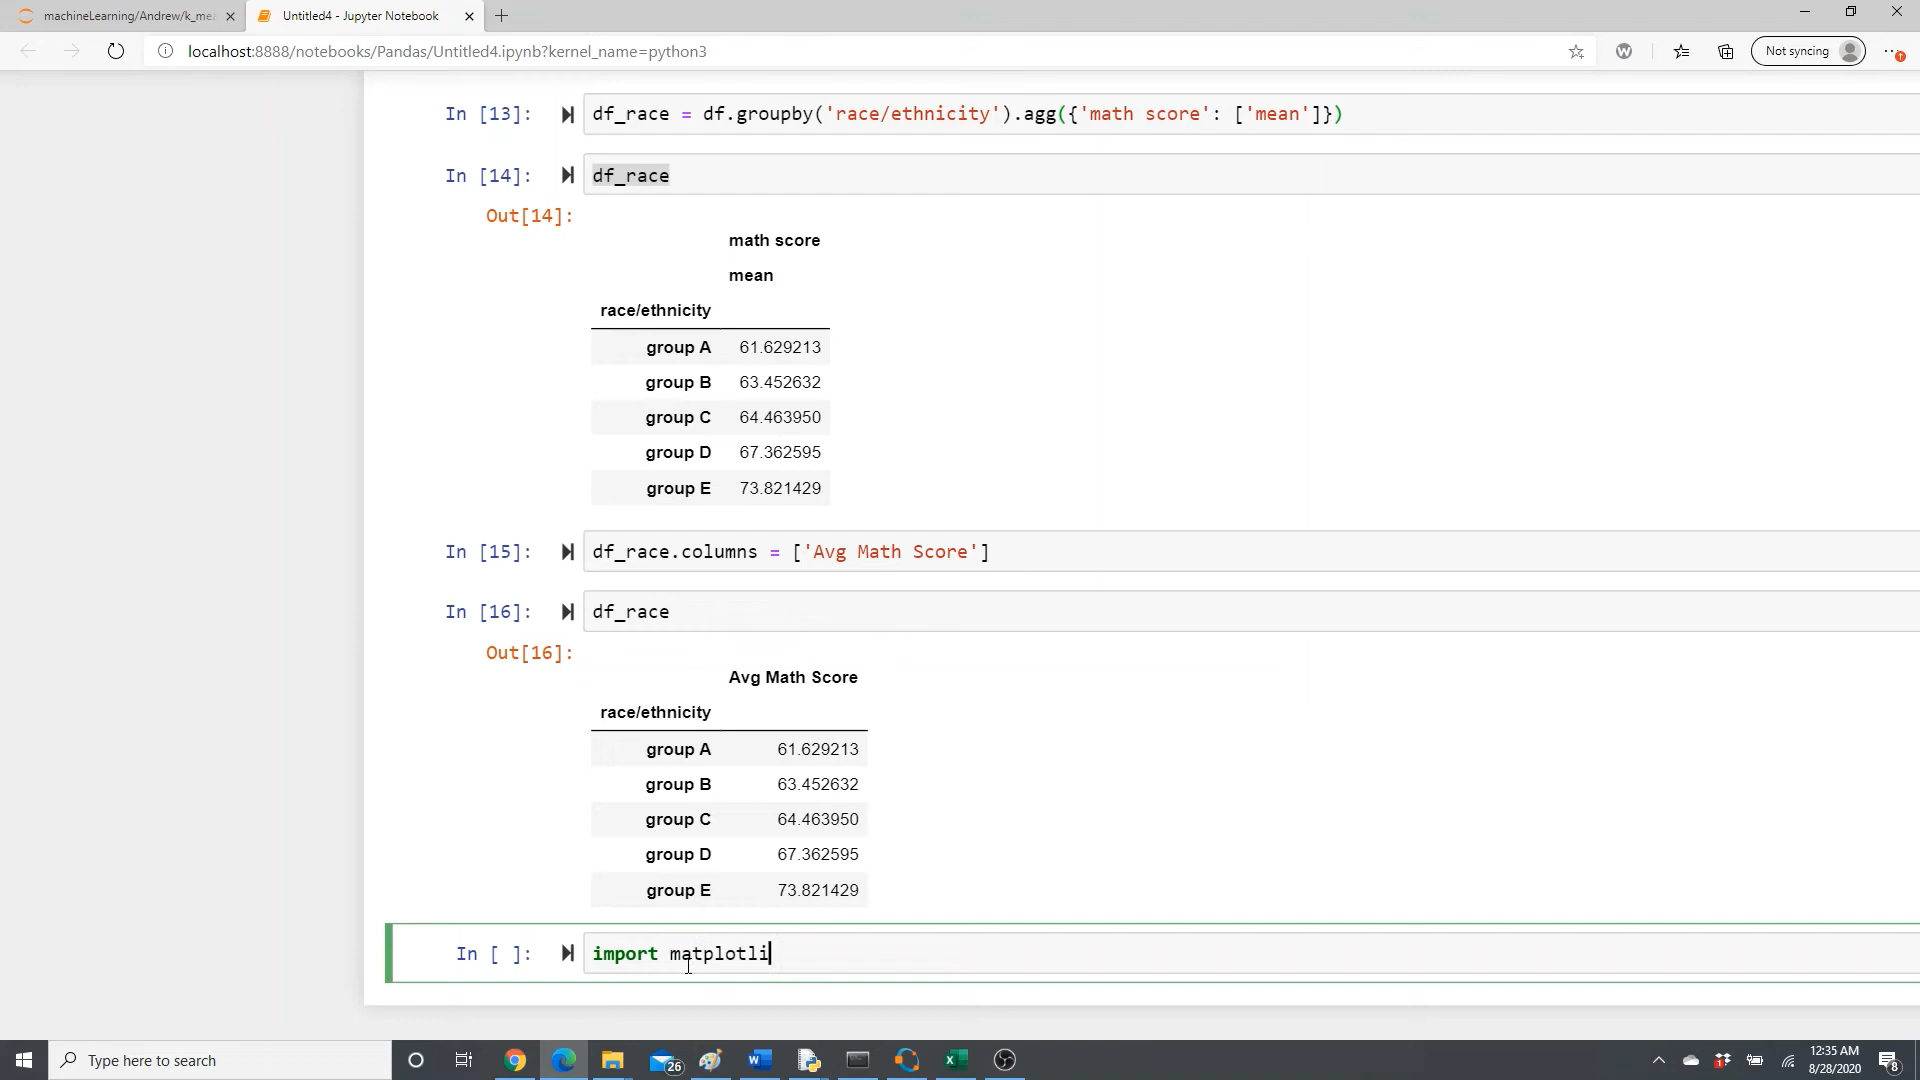 machineLearning/Andrew/k_me
Untitled4 - Jupyter Notebook
localhost:8888/notebooks/Pandas/Untitled4.ipynb?kernel_name=python3
Not syncing
In [13]: df_race = df.groupby('race/ethnicity').agg({'math score': ['mean']})
In [14]: df_race
Out[14]:
math score
mean
race/ethnicity
group A 61.629213
group B 63.452632
group C 64.463950
group D 67.362595
group E 73.821429
In [15]: df_race.columns = ['Avg Math Score']
In [16]: df_race
Out[16]:
Avg Math Score
race/ethnicity
group A 61.629213
group B 63.452632
group C 64.463950
group D 67.362595
group E 73.821429
In [ ]: import matplotli
Type here to search
26
12:35 AM
8/28/2020
8